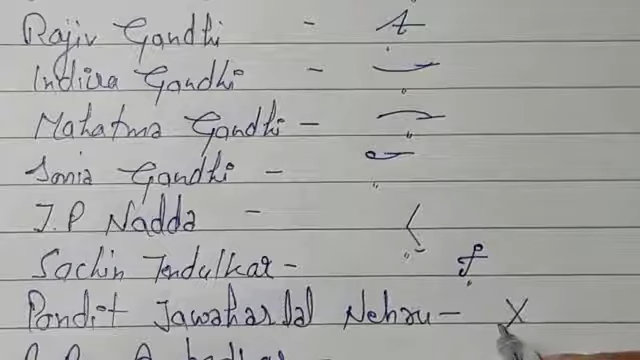 Rajiv Gandhi -
Indira Gandhi -
Mahatma Gandhi -
Sonia Gandhi -
J.P Nadda -
Sachin Tendulkar -
Pandit Jawaharlal Nehru -